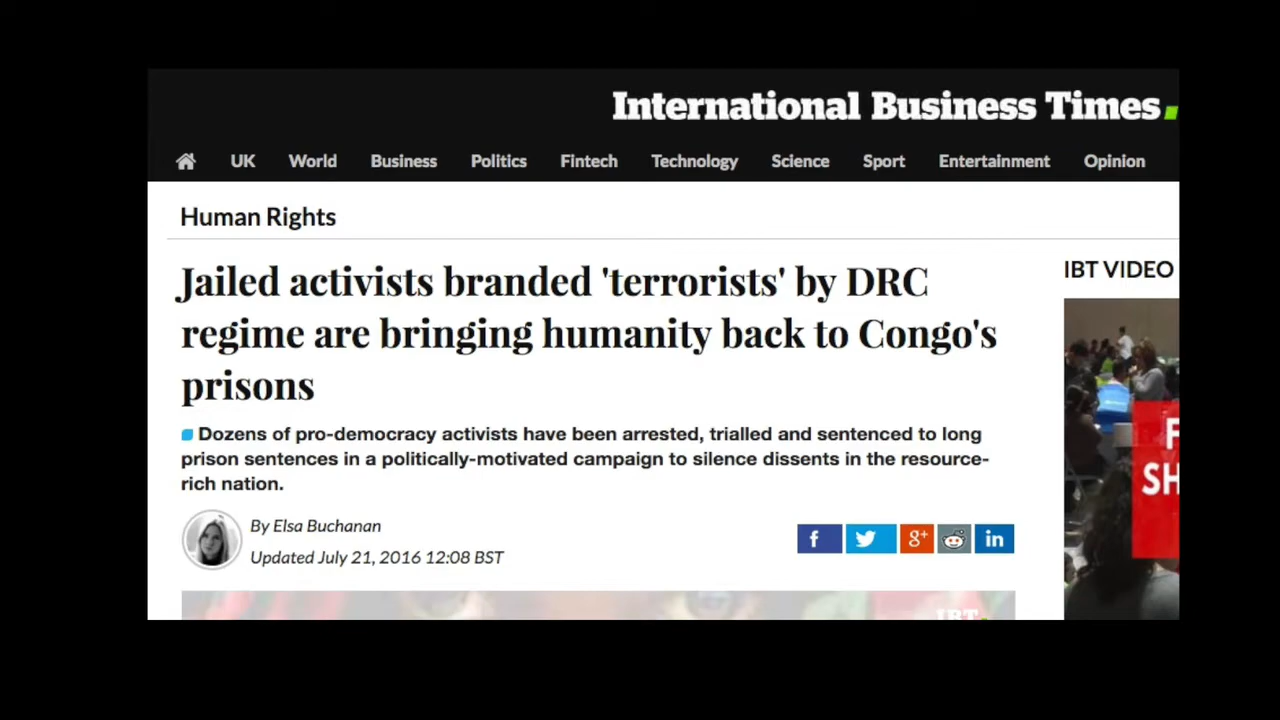 International Business Times
UK World Business Politics Fintech Technology Science Sport Entertainment Opinion
Human Rights
Jailed activists branded 'terrorists' by DRC
regime are bringing humanity back to Congo's
prisons
IBT VIDEO
Dozens of pro-democracy activists have been arrested, trialled and sentenced to long
prison sentences in a politically-motivated campaign to silence dissents in the resource-
rich nation.
By Elsa Buchanan
Updated July 21, 2016 12:08 BST
f g+ in
F
SH
IBT